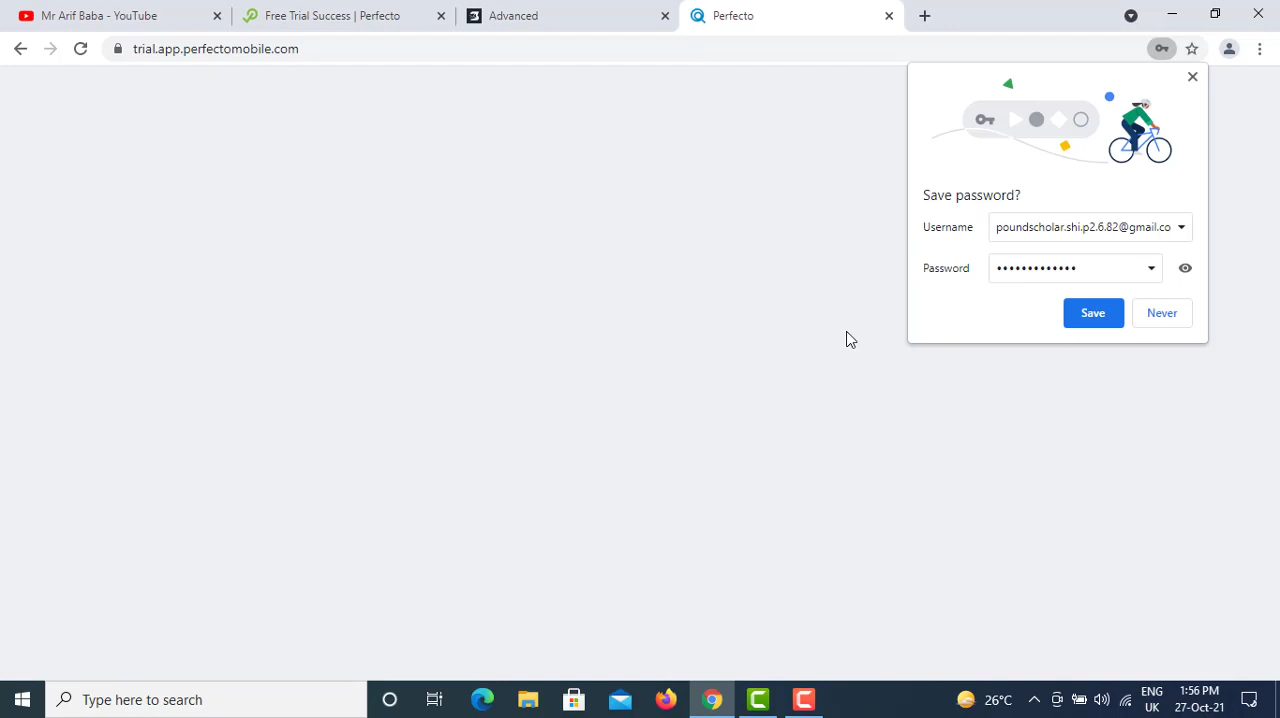 Mr Arif Baba - YouTube
Free Trial Success | Perfecto
Advanced
Perfecto
trial.app.perfectomobile.com
Save password?
Username poundscholar.shi.p2.6.82@gmail.co
Password •••••••••••••
Save Never
Type here to search
26°C
ENG 1:56 PM
UK 27-Oct-21